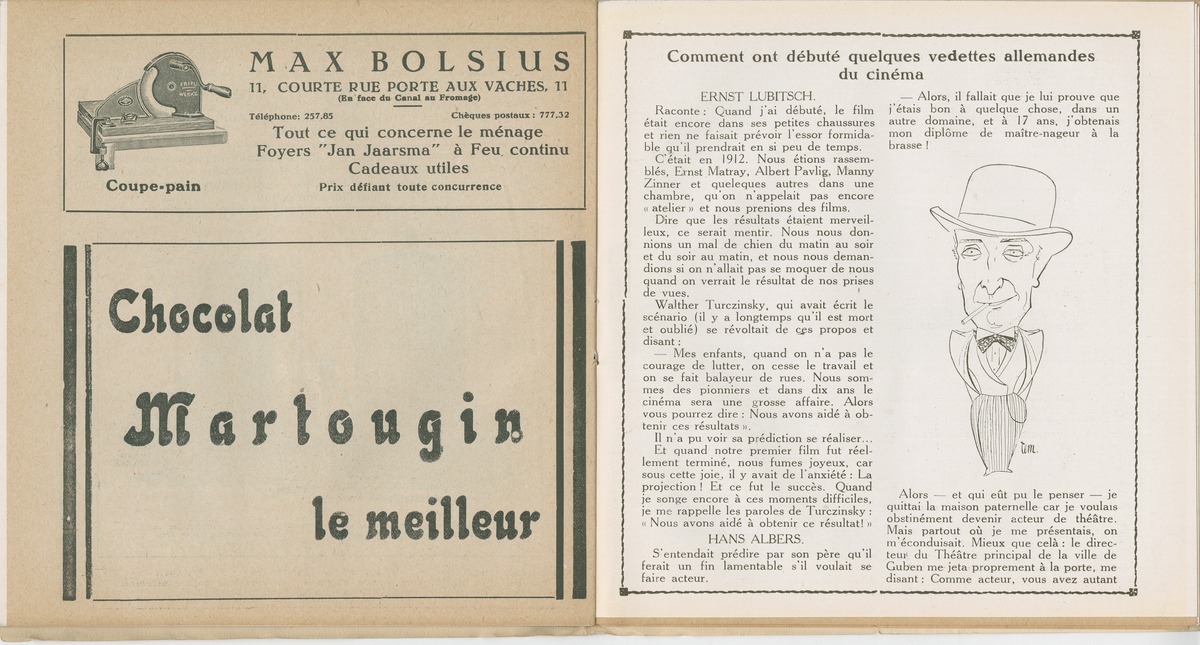 MAX BOLSIUS
11, COURTE RUE PORTE AUX VACHES, 11
(En face du Canal au Fromage)
Téléphone: 257.85 Chèques postaux : 777.32
Tout ce qui concerne le ménage
Foyers "Jan Jaarsma" à Feu continu
Cadeaux utiles
Prix défiant toute concurrence
Coupe-pain
Chocolat
Martougin
le meilleur
Comment ont débuté quelques vedettes allemandes
du cinéma
ERNST LUBITSCH.
Raconte : Quand j'ai débuté, le film
était encore dans ses petites chaussures
et rien ne faisait prévoir l'essor formida-
ble qu'il prendrait en si peu de temps.
C'était en 1912. Nous étions rassem-
blés, Ernst Matray, Albert Pavlig, Manny
Zinner et queleques autres dans une
chambre, qu'on n'appelait pas encore
« atelier » et nous prenions des films.
Dire que les résultats étaient merveil-
leux, ce serait mentir. Nous nous don-
nions un mal de chien du matin au soir
et du soir au matin, et nous nous deman-
dions si on n'allait pas se moquer de nous
quand on verrait le résultat de nos prises
de vues.
Walther Turczinsky, qui avait écrit le
scénario (il y a longtemps qu'il est mort
et oublié) se révoltait de ces propos et
disant :
— Mes enfants, quand on n'a pas le
courage de lutter, on cesse le travail et
on se fait balayeur de rues. Nous som-
mes des pionniers et dans dix ans le
cinéma sera une grosse affaire. Alors
vous pourrez dire : Nous avons aidé à ob-
tenir ces résultats ».
Il n'a pu voir sa prédiction se réaliser...
Et quand notre premier film fut réel-
lement terminé, nous fumes joyeux, car
sous cette joie, il y avait de l'anxiété : La
projection ! Et ce fut le succès. Quand
je songe encore à ces moments difficiles,
je me rappelle les paroles de Turczinsky :
« Nous avons aidé à obtenir ce résultat! »
HANS ALBERS.
S'entendait prédire par son père qu'il
ferait un fin lamentable s'il voulait se
faire acteur.
— Alors, il fallait que je lui prouve que
j'étais bon à quelque chose, dans un
autre domaine, et à 17 ans, j'obtenais
mon diplôme de maître-nageur à la
brasse !
tim.
Alors — et qui eût pu le penser — je
quittai la maison paternelle car je voulais
obstinément devenir acteur de théâtre.
Mais partout où je me présentais, on
m'éconduisait. Mieux que celà : le direc-
teur du Théâtre principal de la ville de
Guben me jeta proprement à la porte, me
disant : Comme acteur, vous avez autant